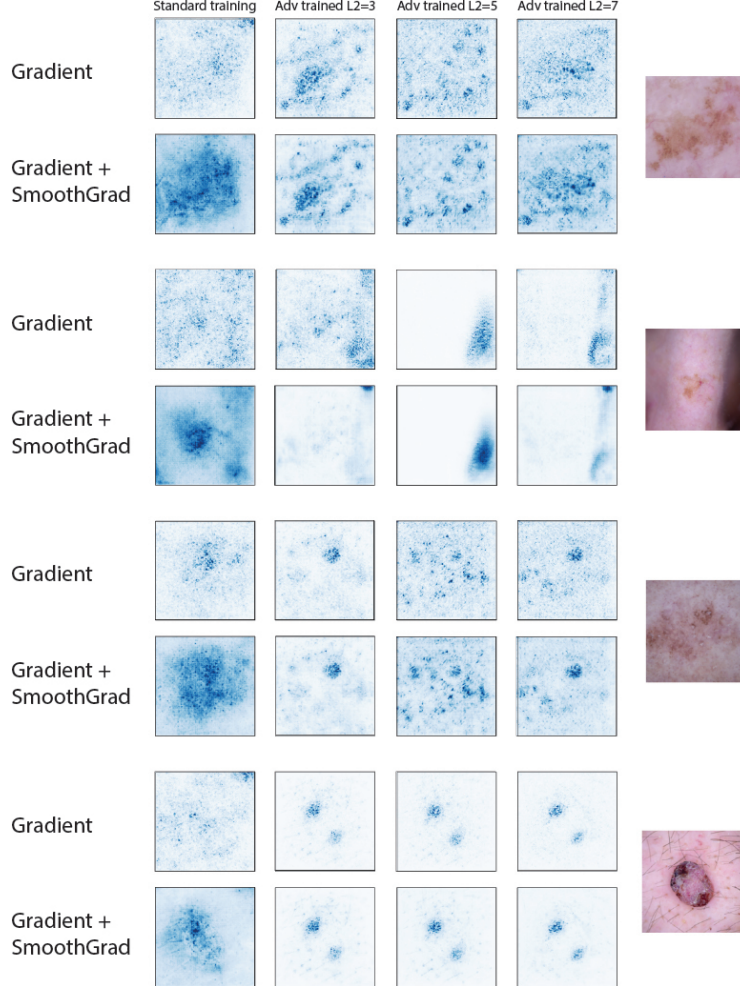 Standard training Adv trained L2=3 Adv trained L2=5 Adv trained L2=7
Gradient
Gradient +
SmoothGrad
Gradient
Gradient +
SmoothGrad
Gradient
Gradient +
SmoothGrad
Gradient
Gradient +
SmoothGrad